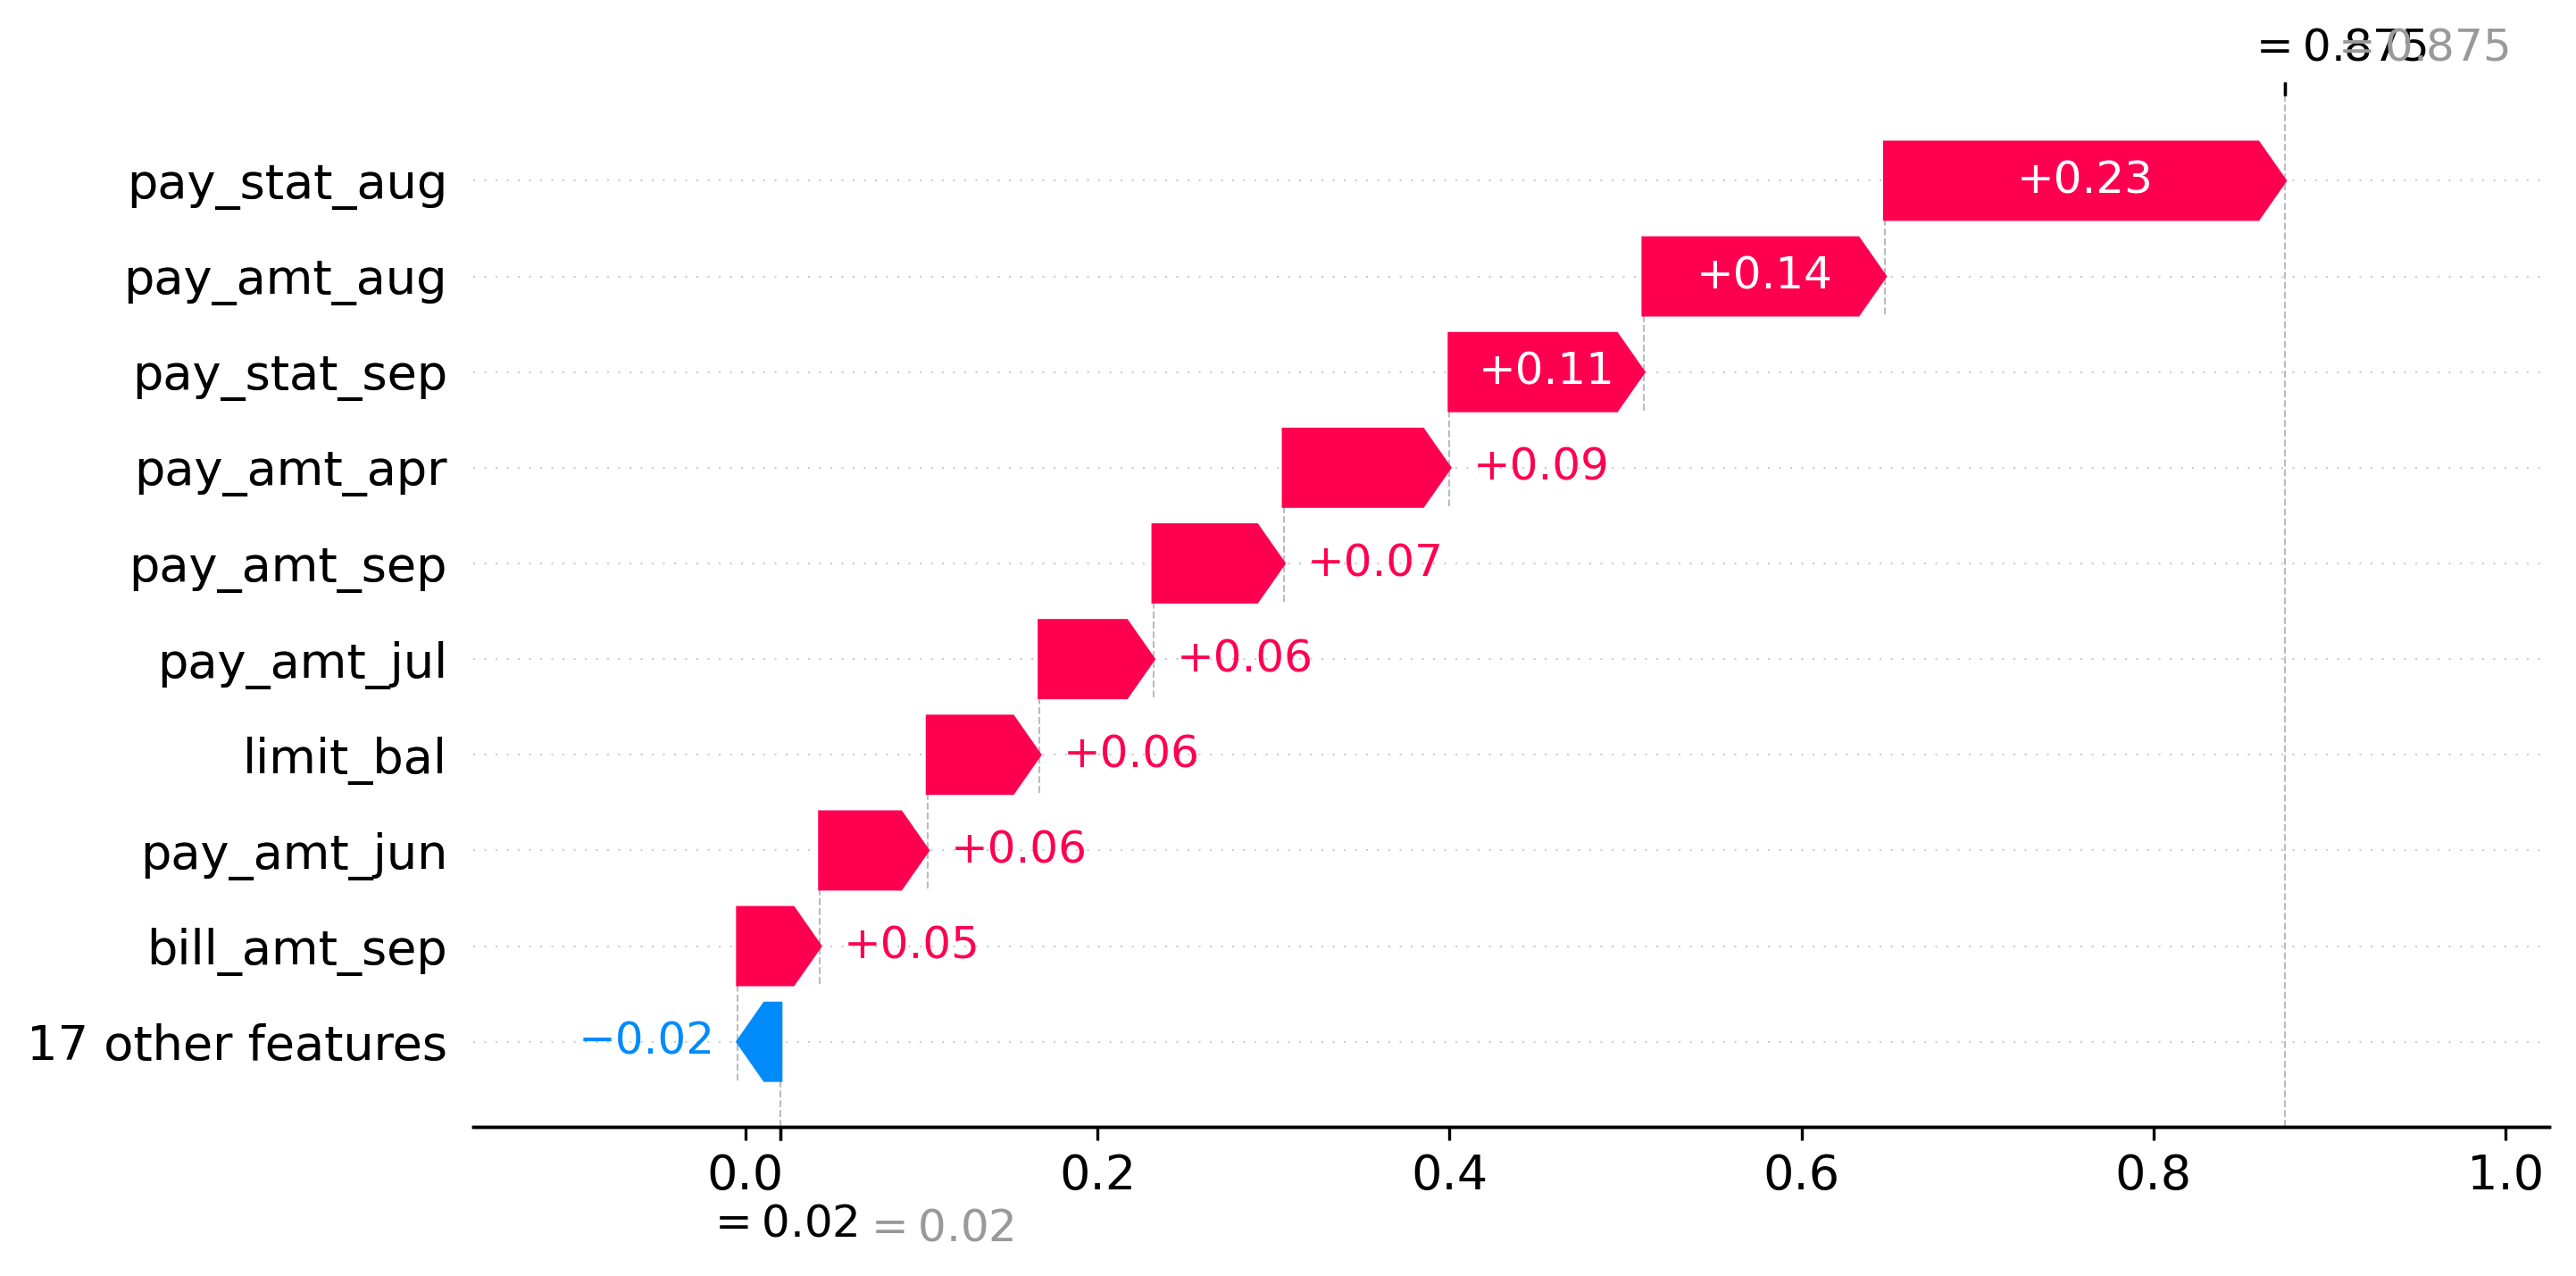 = 0.875 = 0.875
pay_stat_aug +0.23
pay_amt_aug +0.14
pay_stat_sep +0.11
pay_amt_apr +0.09
pay_amt_sep +0.07
pay_amt_jul +0.06
limit_bal +0.06
pay_amt_jun +0.06
bill_amt_sep +0.05
17 other features −0.02
0.0 0.2 0.4 0.6 0.8 1.0
= 0.02 = 0.02